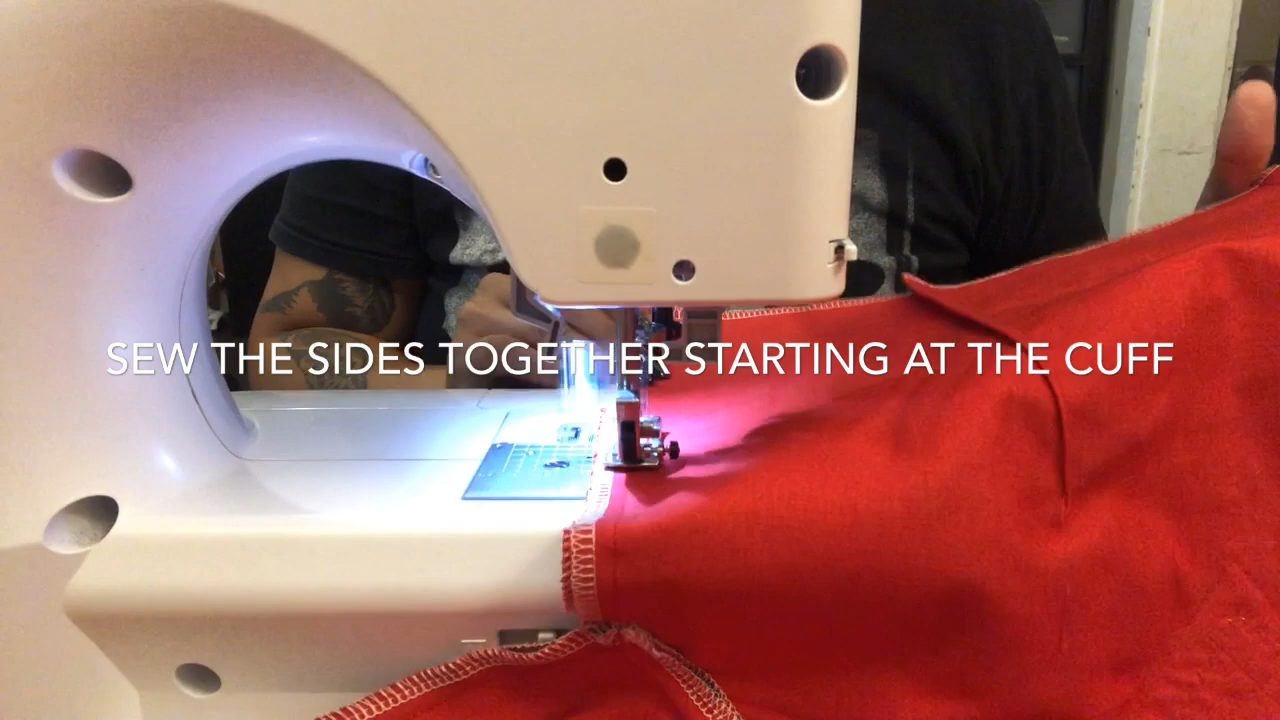 SEW THE SIDES TOGETHER STARTING AT THE CUFF